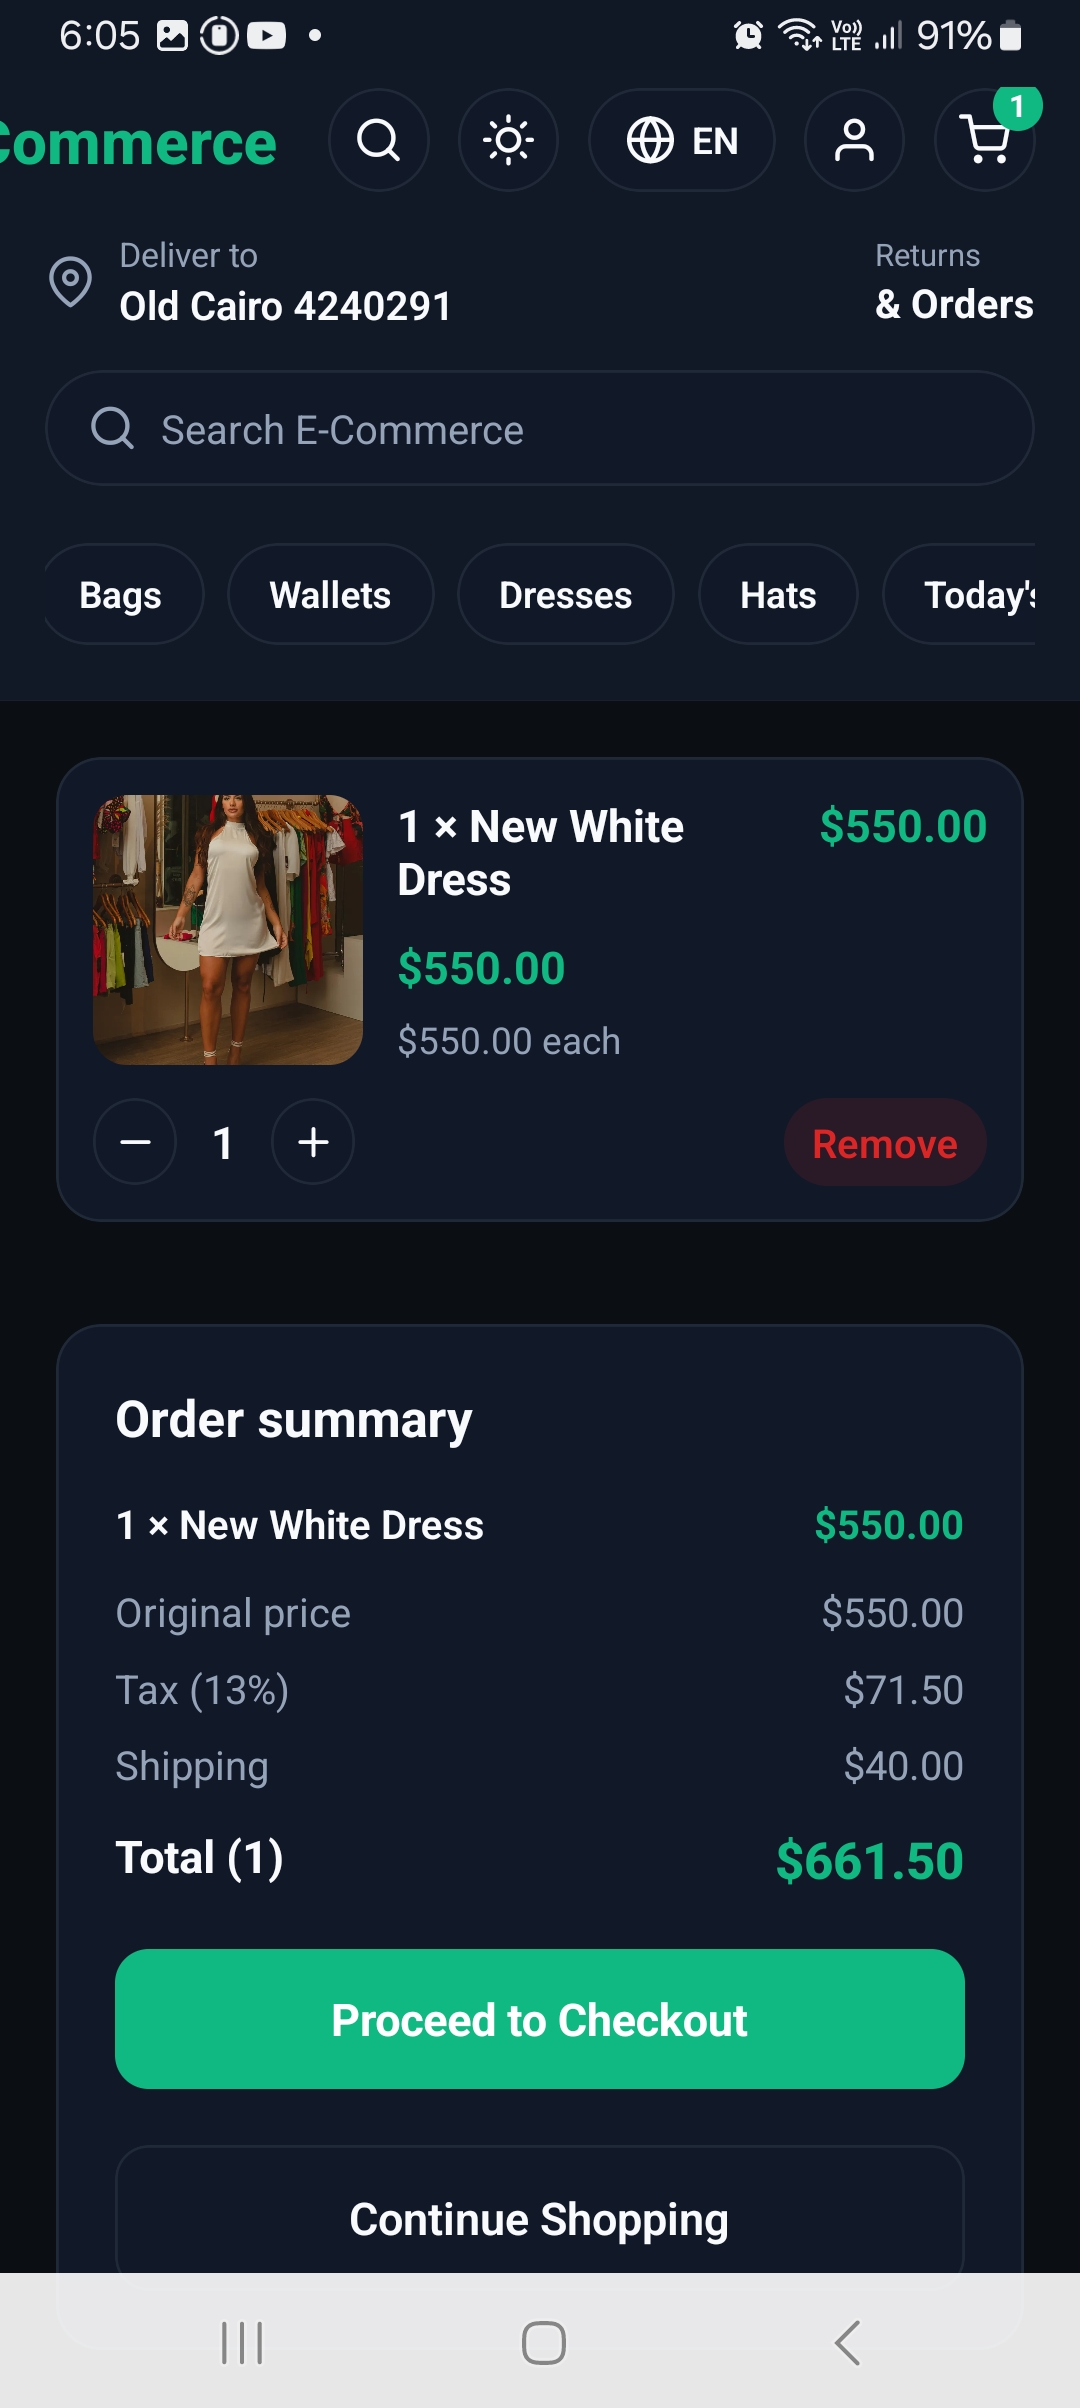 6:05
Vo))
LTE
91%
Commerce
EN
1
Deliver to
Old Cairo 4240291
Returns
& Orders
Search E-Commerce
Bags
Wallets
Dresses
Hats
Today's
1 × New White
Dress
$550.00
$550.00
$550.00 each
1
Remove
Order summary
1 × New White Dress
$550.00
Original price
$550.00
Tax (13%)
$71.50
Shipping
$40.00
Total (1)
$661.50
Proceed to Checkout
Continue Shopping